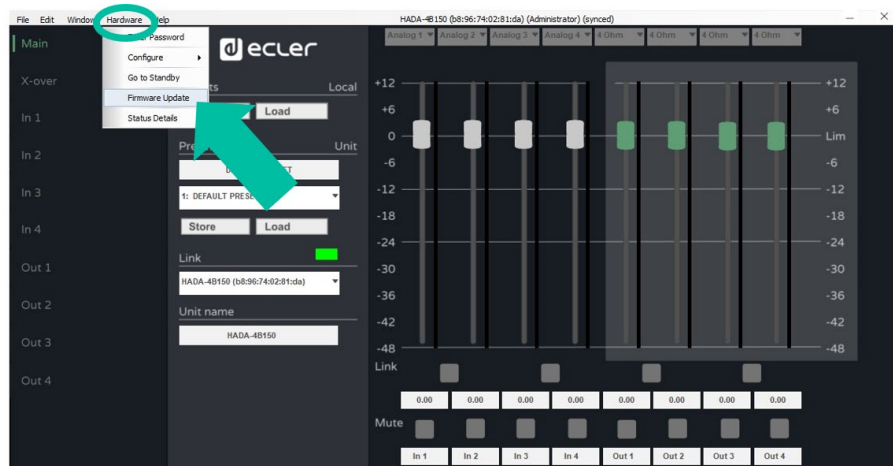 File Edit Window Hardware Help
HADA-4B150 (b8:96:74:02:81:da) (Administrator) (synced)
Password
Configure
Go to Standby
Firmware Update
Status Details
Main
X-over
In 1
In 2
In 3
In 4
Out 1
Out 2
Out 3
Out 4
ecler
Local
Load
Unit
1: DEFAULT
Store Load
Link
HADA-4B150 (b8:96:74:02:81:da)
Unit name
HADA-4B150
Analog 1 Analog 2 Analog 3 Analog 4 4 Ohm 4 Ohm 4 Ohm 4 Ohm
+12 +12
+6 +6
0 Lim
-6 -6
-12 -12
-18 -18
-24 -24
-30 -30
-36 -36
-42 -42
-48 -48
Link
0.00 0.00 0.00 0.00 0.00 0.00 0.00 0.00
Mute
In 1 In 2 In 3 In 4 Out 1 Out 2 Out 3 Out 4